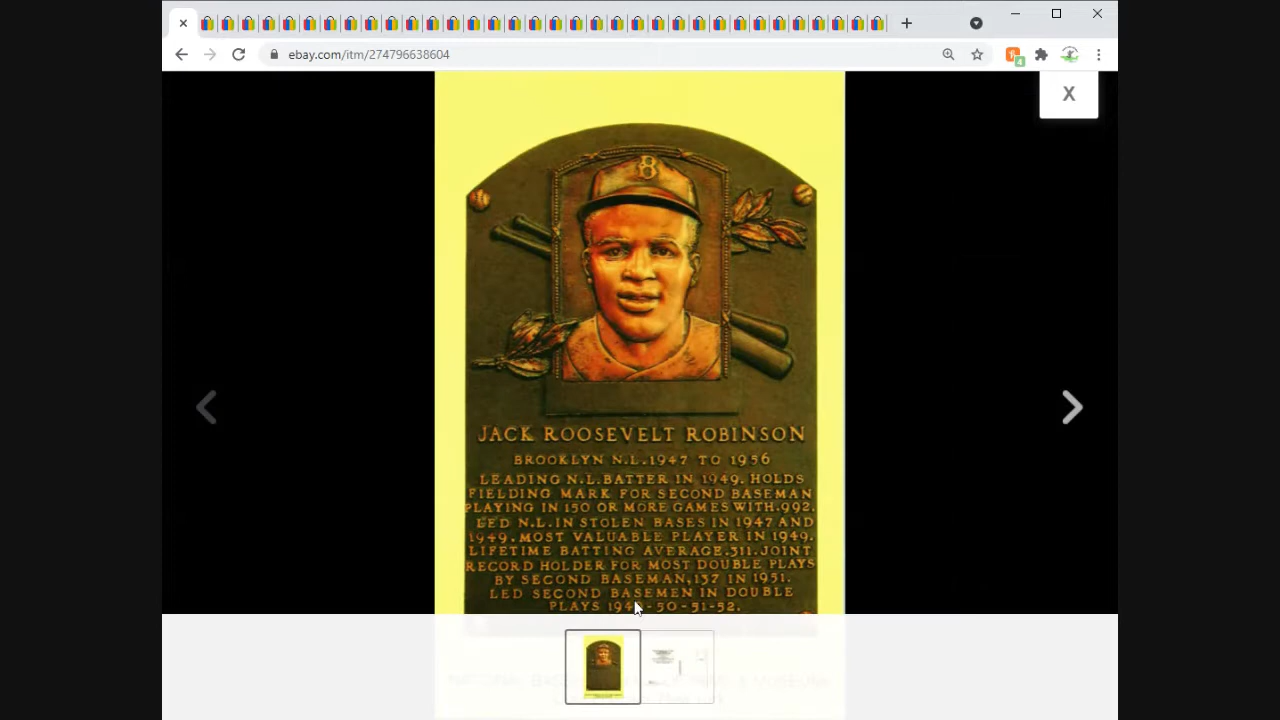 ebay.com/itm/274796638604
4
X
B
JACK ROOSEVELT ROBINSON
BROOKLYN N.L. 1947 TO 1956
LEADING N.L. BATTER IN 1949. HOLDS
FIELDING MARK FOR SECOND BASEMAN
PLAYING IN 150 OR MORE GAMES WITH .992.
LED N.L. IN STOLEN BASES IN 1947 AND
1949. MOST VALUABLE PLAYER IN 1949.
LIFETIME BATTING AVERAGE .311. JOINT
RECORD HOLDER FOR MOST DOUBLE PLAYS
BY SECOND BASEMAN, 137 IN 1951.
LED SECOND BASEMEN IN DOUBLE
PLAYS 1949-50-51-52.